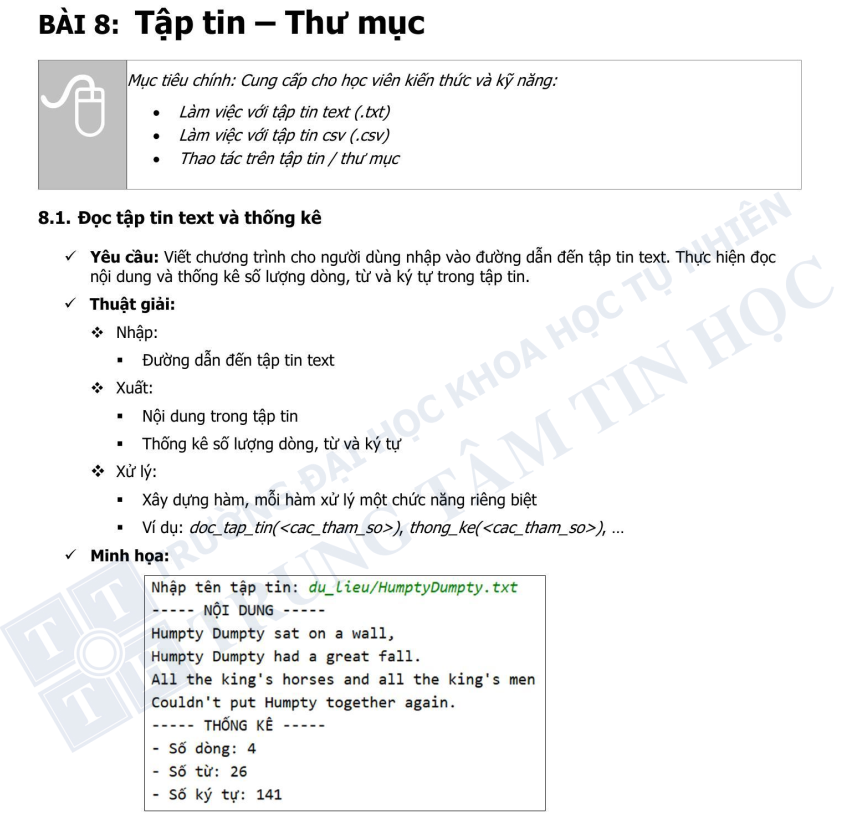 BÀI 8: Tập tin – Thư mục
Mục tiêu chính: Cung cấp cho học viên kiến thức và kỹ năng:
• Làm việc với tập tin text (.txt)
• Làm việc với tập tin csv (.csv)
• Thao tác trên tập tin / thư mục
8.1. Đọc tập tin text và thống kê
✓ Yêu cầu: Viết chương trình cho người dùng nhập vào đường dẫn đến tập tin text. Thực hiện đọc
nội dung và thống kê số lượng dòng, từ và ký tự trong tập tin.
✓ Thuật giải:
❖ Nhập:
▪ Đường dẫn đến tập tin text
❖ Xuất:
▪ Nội dung trong tập tin
▪ Thống kê số lượng dòng, từ và ký tự
❖ Xử lý:
▪ Xây dựng hàm, mỗi hàm xử lý một chức năng riêng biệt
▪ Ví dụ: doc_tap_tin(<cac_tham_so>), thong_ke(<cac_tham_so>), …
✓ Minh họa:
Nhập tên tập tin: du_lieu/HumptyDumpty.txt
----- NỘI DUNG -----
Humpty Dumpty sat on a wall,
Humpty Dumpty had a great fall.
All the king's horses and all the king's men
Couldn't put Humpty together again.
----- THỐNG KÊ -----
- Số dòng: 4
- Số từ: 26
- Số ký tự: 141
TRƯỜNG ĐẠI HỌC KHOA HỌC TỰ NHIÊN
TRUNG TÂM TIN HỌC
T T
T H